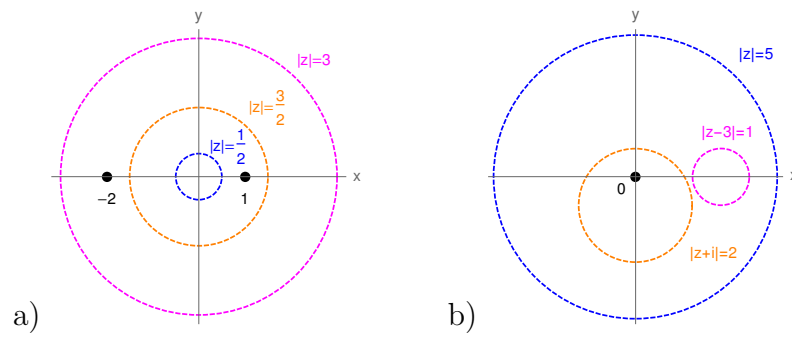 y
|z|=3
|z|=3/2
|z|=1/2
x
−2
1
a)
y
|z|=5
|z−3|=1
x
0
|z+i|=2
b)